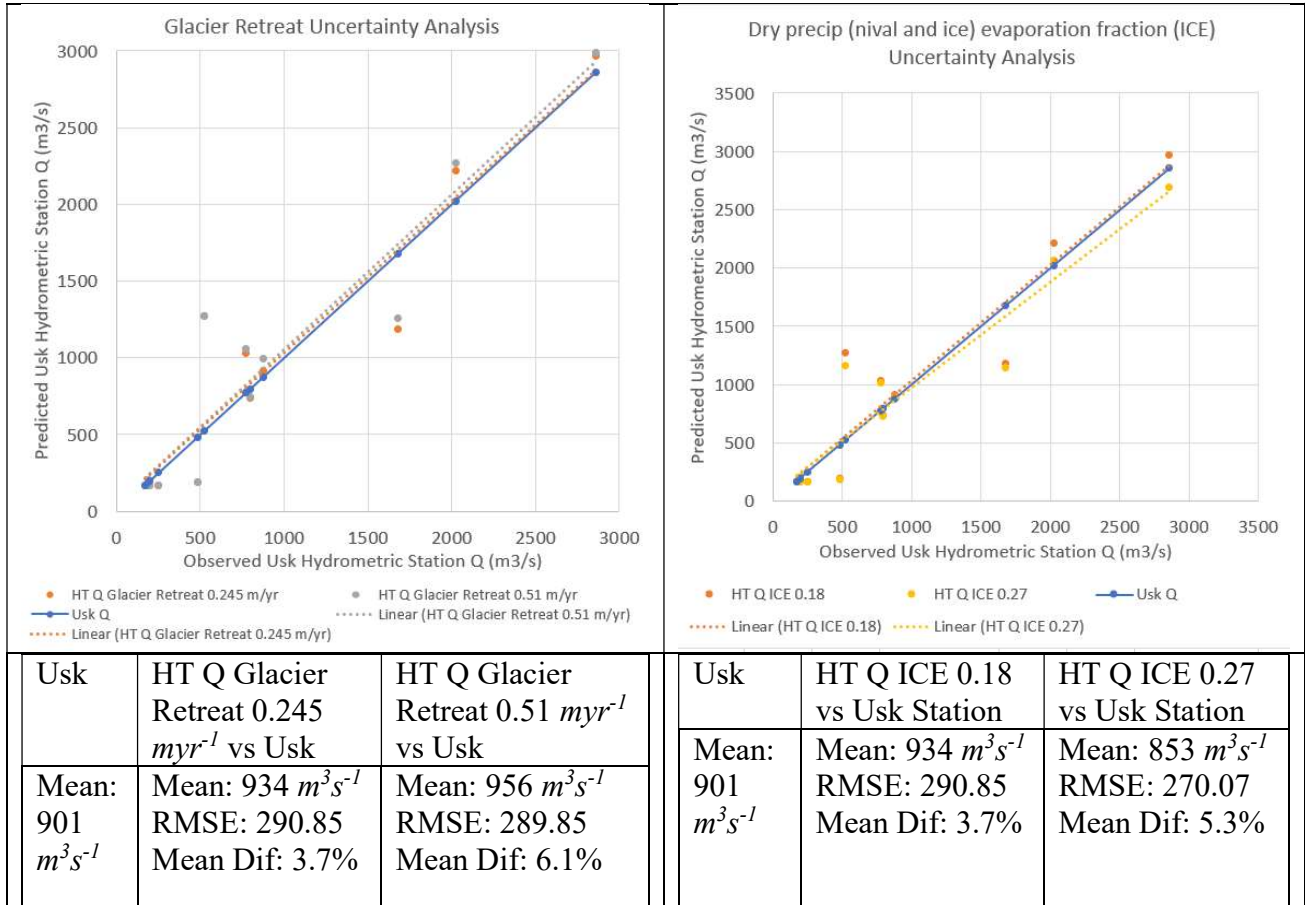 Glacier Retreat Uncertainty Analysis
Predicted Usk Hydrometric Station Q (m3/s)
3000
2500
2000
1500
1000
500
0
0 500 1000 1500 2000 2500 3000
Observed Usk Hydrometric Station Q (m3/s)
HT Q Glacier Retreat 0.245 m/yr HT Q Glacier Retreat 0.51 m/yr
Usk Q Linear (HT Q Glacier Retreat 0.51 m/yr)
Linear (HT Q Glacier Retreat 0.245 m/yr)
Dry precip (nival and ice) evaporation fraction (ICE)
Uncertainty Analysis
Predicted Usk Hydrometric Station Q (m3/s)
3500
3000
2500
2000
1500
1000
500
0
0 500 1000 1500 2000 2500 3000 3500
Observed Usk Hydrometric Station Q (m3/s)
HT Q ICE 0.18 HT Q ICE 0.27 Usk Q
Linear (HT Q ICE 0.18) Linear (HT Q ICE 0.27)
Usk
HT Q Glacier
Retreat 0.245
myr⁻¹ vs Usk
HT Q Glacier
Retreat 0.51 myr⁻¹
vs Usk
Mean:
901
m³s⁻¹
Mean: 934 m³s⁻¹
RMSE: 290.85
Mean Dif: 3.7%
Mean: 956 m³s⁻¹
RMSE: 289.85
Mean Dif: 6.1%
Usk
HT Q ICE 0.18
vs Usk Station
HT Q ICE 0.27
vs Usk Station
Mean:
901
m³s⁻¹
Mean: 934 m³s⁻¹
RMSE: 290.85
Mean Dif: 3.7%
Mean: 853 m³s⁻¹
RMSE: 270.07
Mean Dif: 5.3%